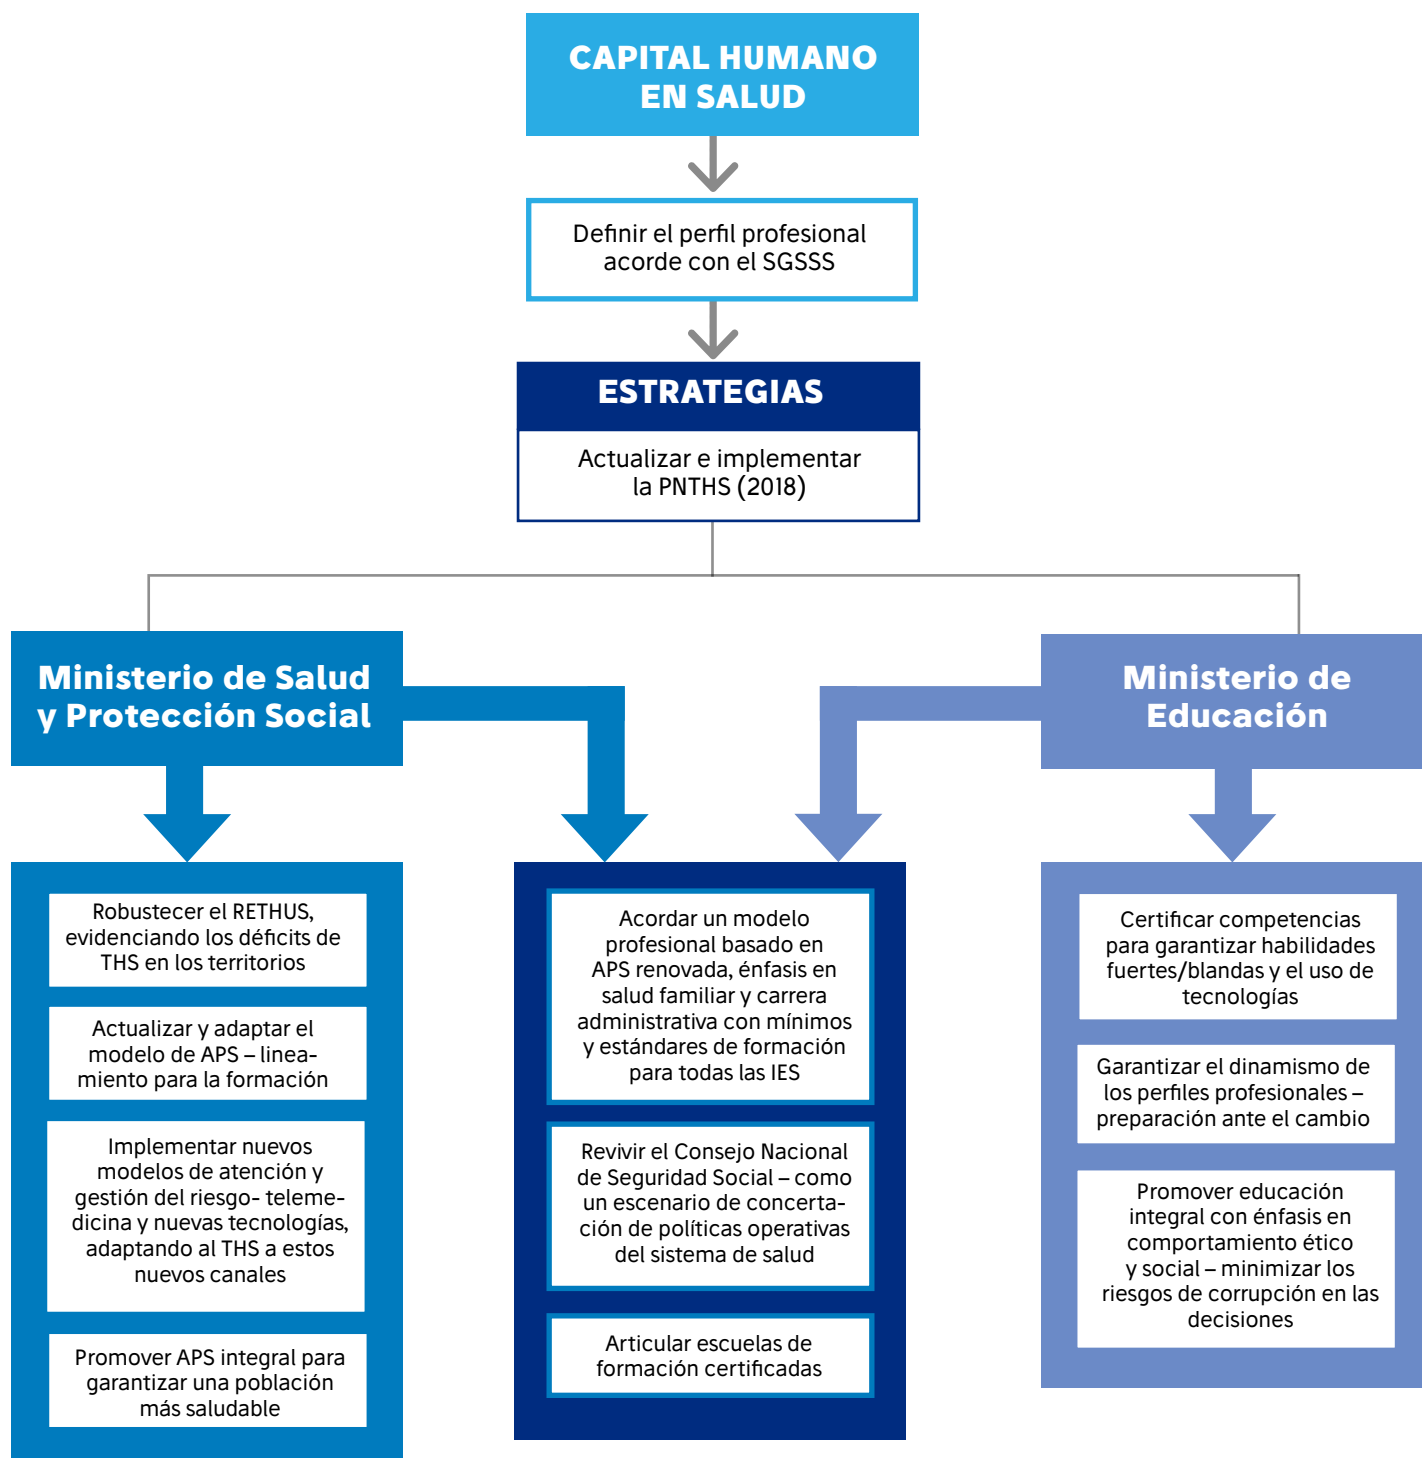 CAPITAL HUMANO
EN SALUD
Definir el perfil profesional
acorde con el SGSSS
ESTRATEGIAS
Actualizar e implementar
la PNTHS (2018)
Ministerio de Salud
y Protección Social
Ministerio de
Educación
Robustecer el RETHUS,
evidenciando los déficits de
THS en los territorios
Actualizar y adaptar el
modelo de APS – linea-
miento para la formación
Implementar nuevos
modelos de atención y
gestión del riesgo- teleme-
dicina y nuevas tecnologías,
adaptando al THS a estos
nuevos canales
Promover APS integral para
garantizar una población
más saludable
Acordar un modelo
profesional basado en
APS renovada, énfasis en
salud familiar y carrera
administrativa con mínimos
y estándares de formación
para todas las IES
Revivir el Consejo Nacional
de Seguridad Social – como
un escenario de concerta-
ción de políticas operativas
del sistema de salud
Articular escuelas de
formación certificadas
Certificar competencias
para garantizar habilidades
fuertes/blandas y el uso de
tecnologías
Garantizar el dinamismo de
los perfiles profesionales –
preparación ante el cambio
Promover educación
integral con énfasis en
comportamiento ético
y social – minimizar los
riesgos de corrupción en las
decisiones